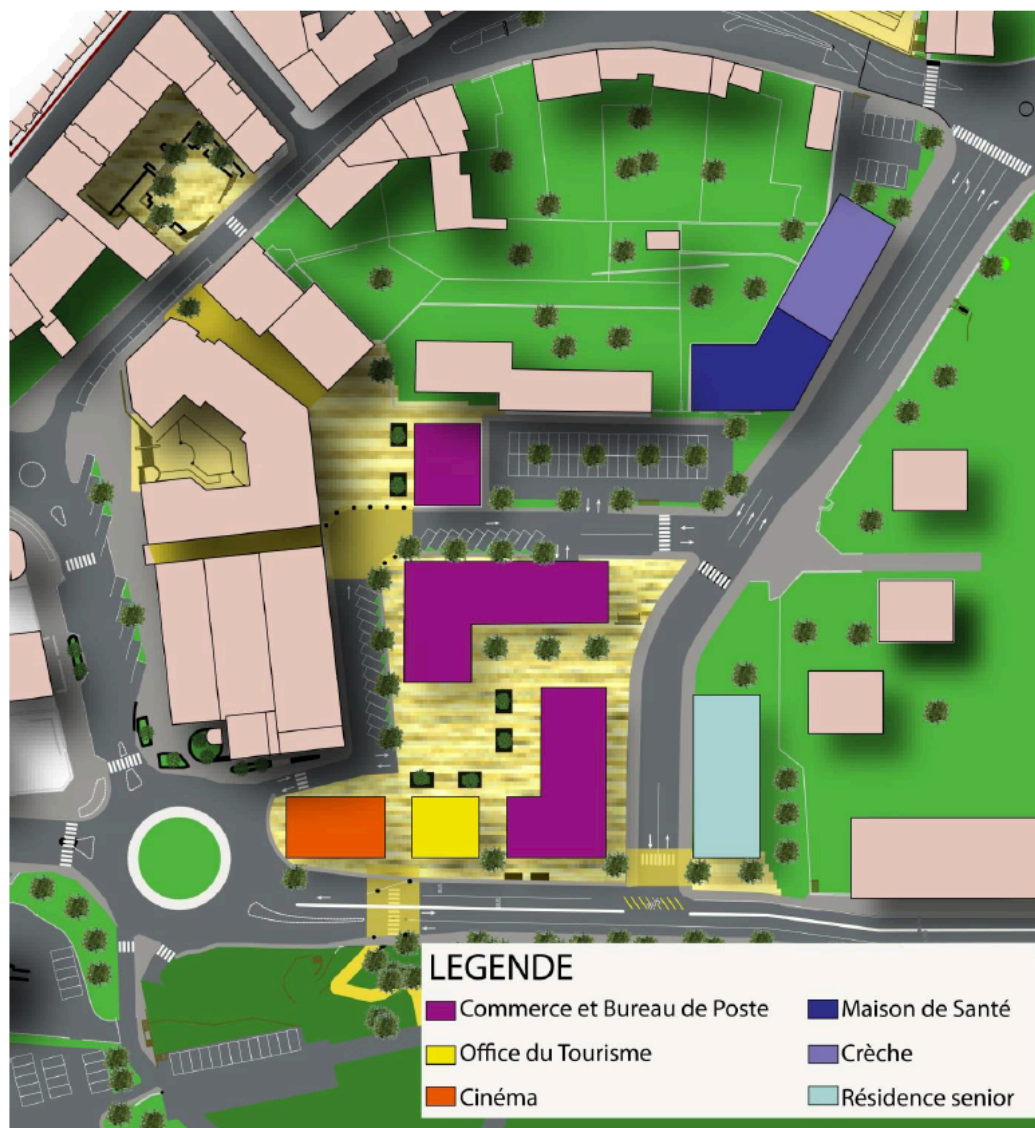 LEGENDE
Commerce et Bureau de Poste
Office du Tourisme
Cinéma
Maison de Santé
Crèche
Résidence senior